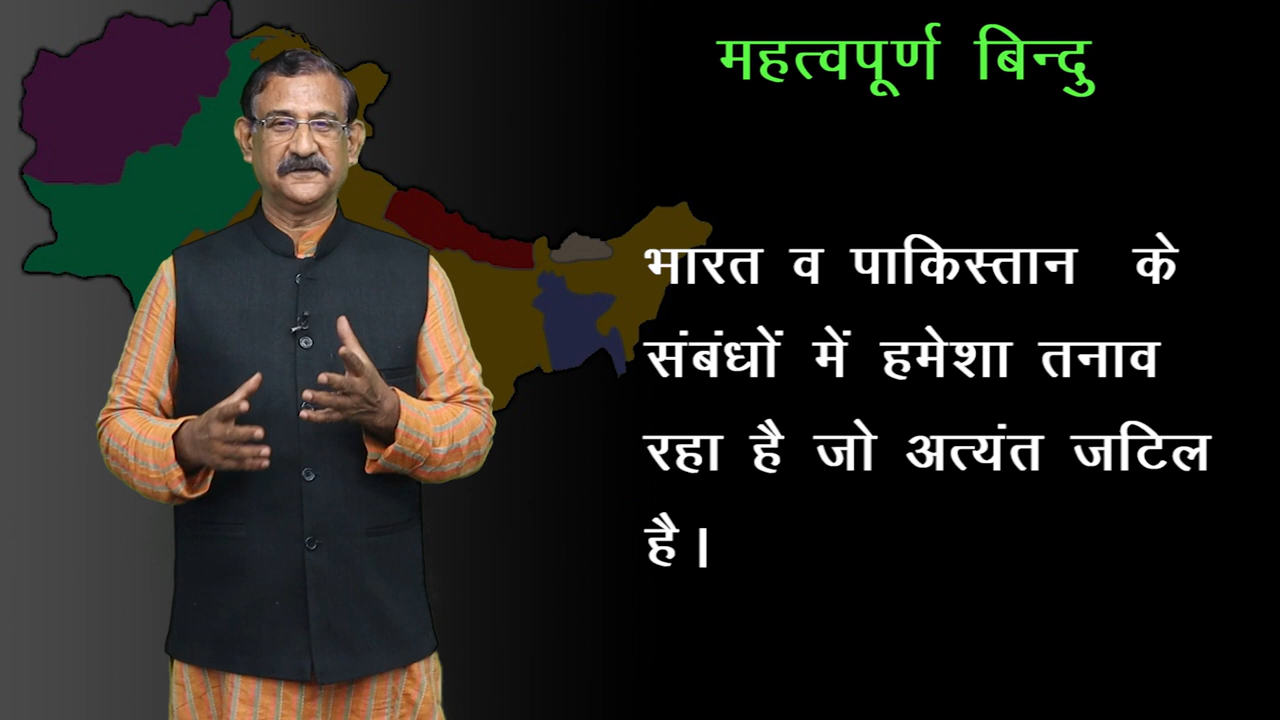 महत्वपूर्ण बिन्दु
भारत व पाकिस्तान के
संबंधों में हमेशा तनाव
रहा है जो अत्यंत जटिल
है।